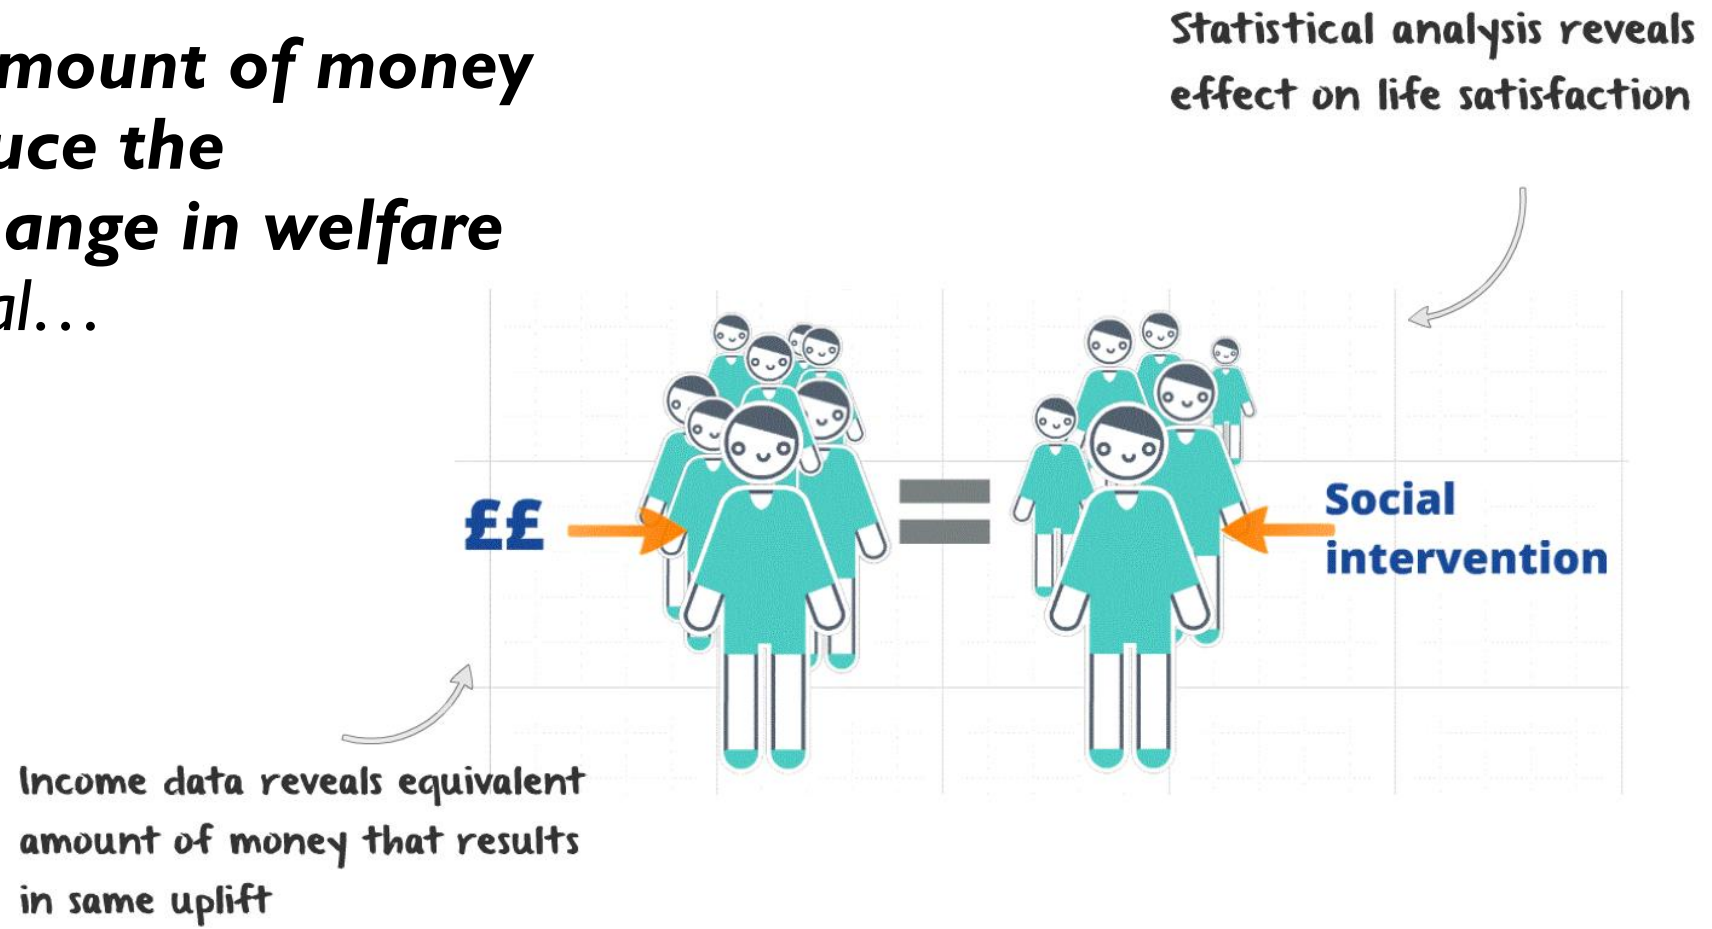 mount of money
uce the
ange in welfare
al…
Statistical analysis reveals
effect on life satisfaction
££
Social
intervention
Income data reveals equivalent
amount of money that results
in same uplift